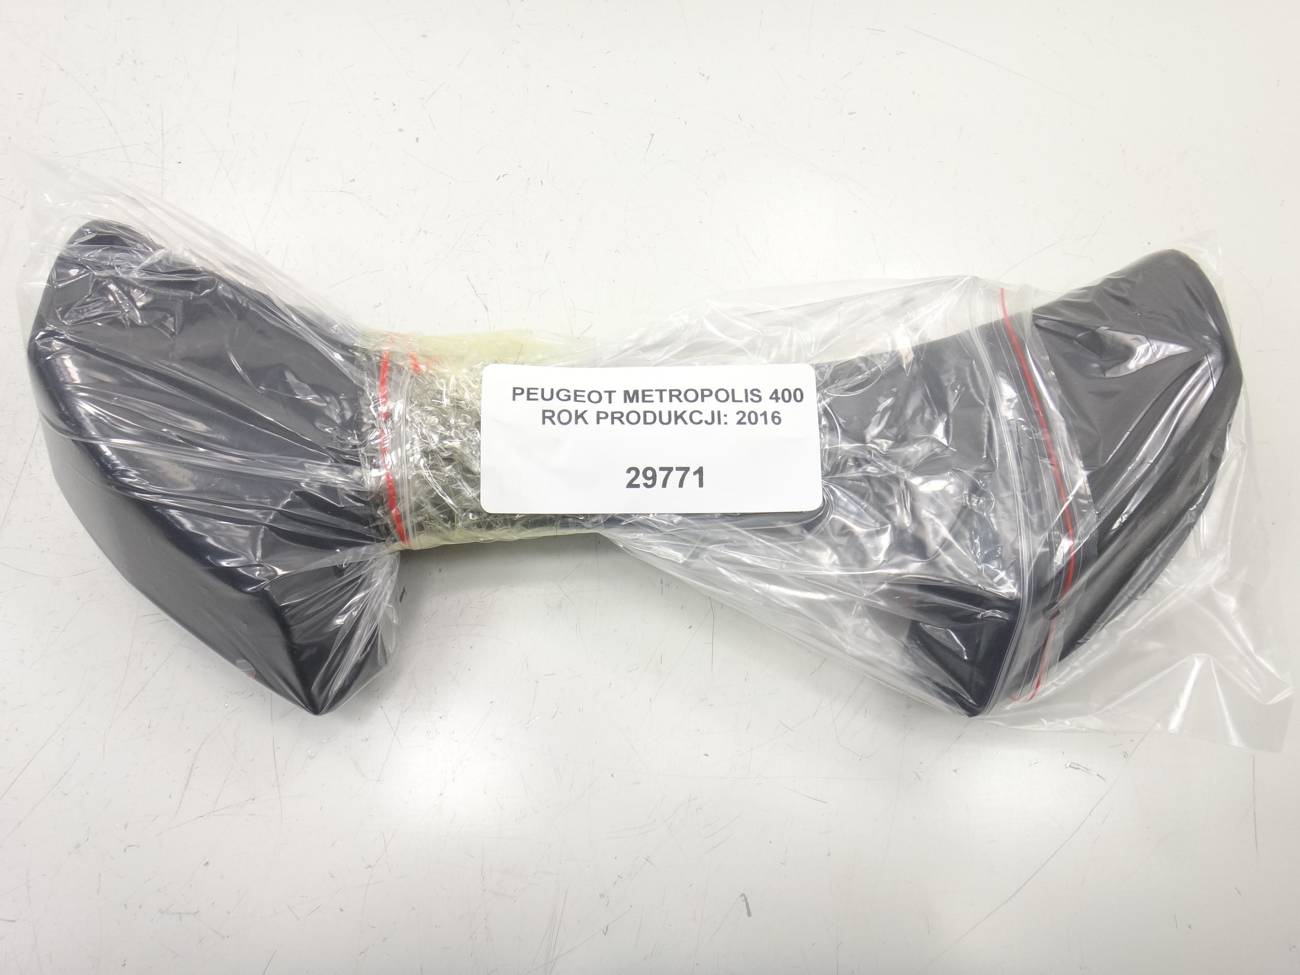 PEUGEOT METROPOLIS 400
ROK PRODUKCJI: 2016
29771